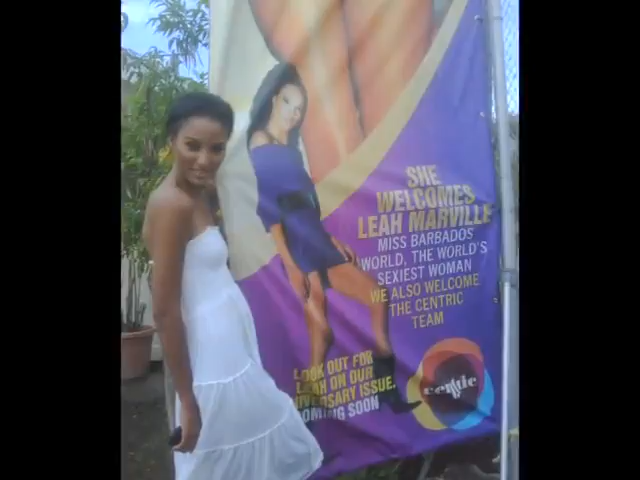 SHE
WELCOMES
LEAH MARVILLE
MISS BARBADOS
WORLD, THE WORLD'S
SEXIEST WOMAN
WE ALSO WELCOME
THE CENTRIC
TEAM
LOOK OUT FOR
LEAH ON OUR
ISSUE
COMING SOON
centric